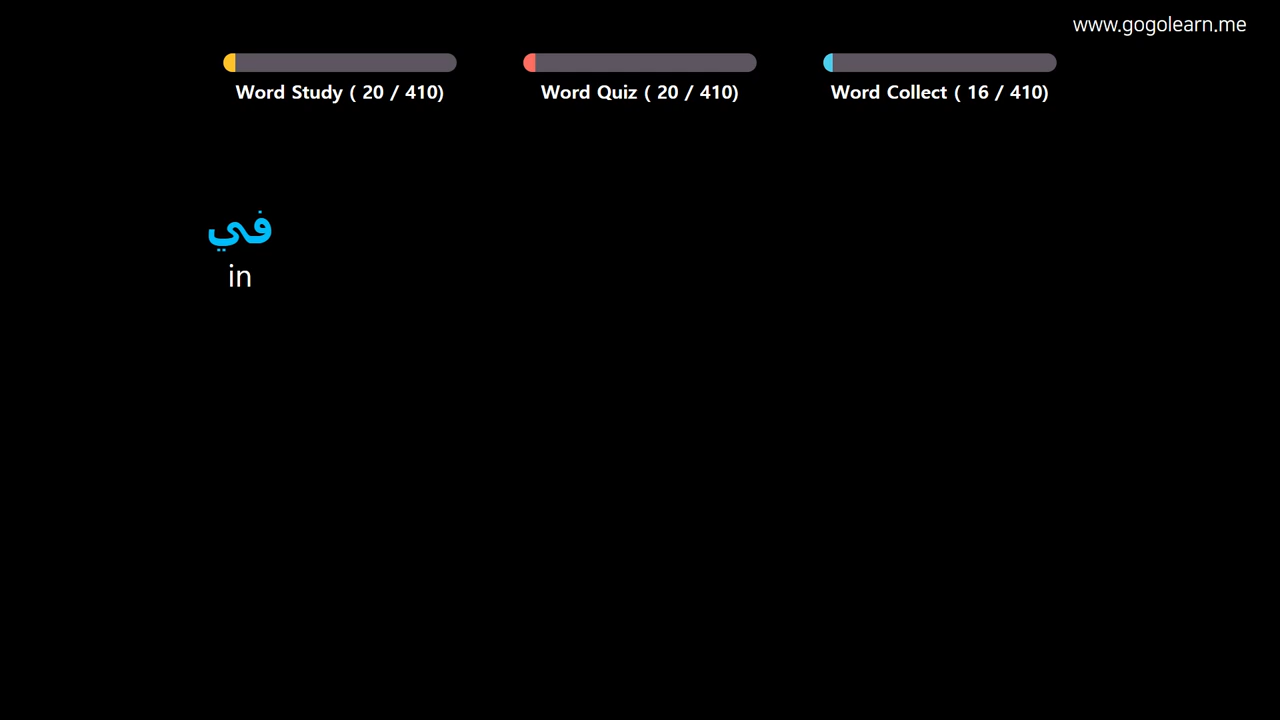 www.gogolearn.me
Word Study ( 20 / 410)
Word Quiz ( 20 / 410)
Word Collect ( 16 / 410)
في
in